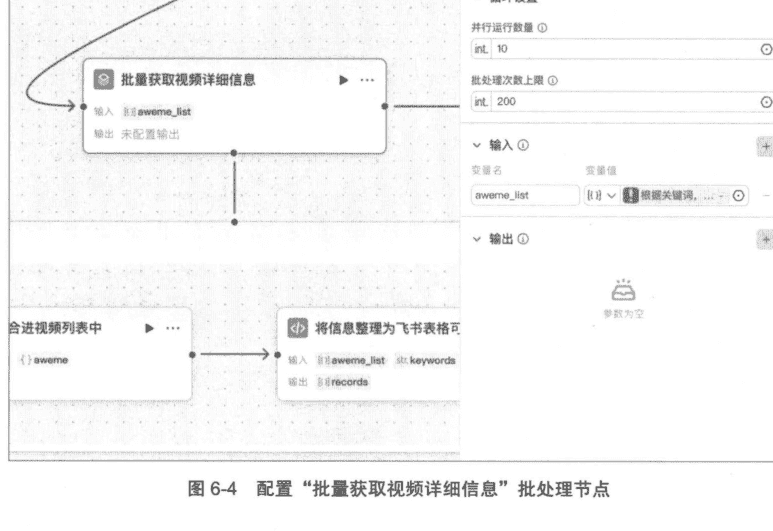 并行运行数量
int. 10
批处理次数上限
int. 200
批量获取视频详细信息
输入 aweme_list
输出 未配置输出
输入
变量名 变量值
aweme_list 根据关键词, ... -
输出
参数为空
合进视频列表中
{} aweme
将信息整理为飞书表格可
输入 aweme_list str. keywords
输出 records
图 6-4 配置“批量获取视频详细信息”批处理节点